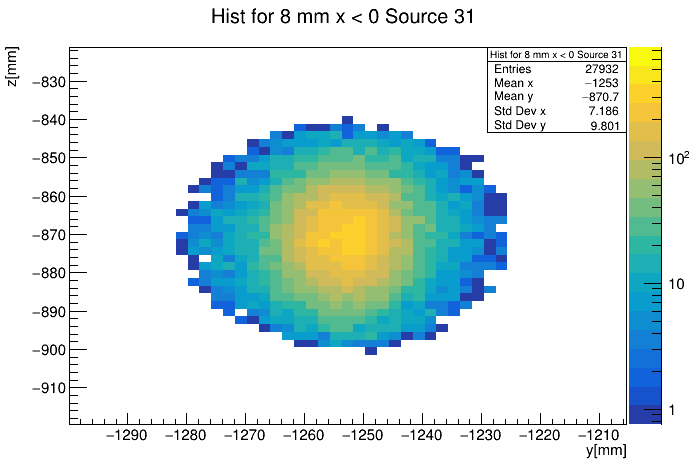 Hist for 8 mm x < 0 Source 31
z[mm]
Hist for 8 mm x < 0 Source 31
Entries 27932
Mean x −1253
Mean y −870.7
Std Dev x 7.186
Std Dev y 9.801
−830
−840
−850
−860
−870
−880
−890
−900
−910
10²
10
1
−1290 −1280 −1270 −1260 −1250 −1240 −1230 −1220 −1210
y[mm]